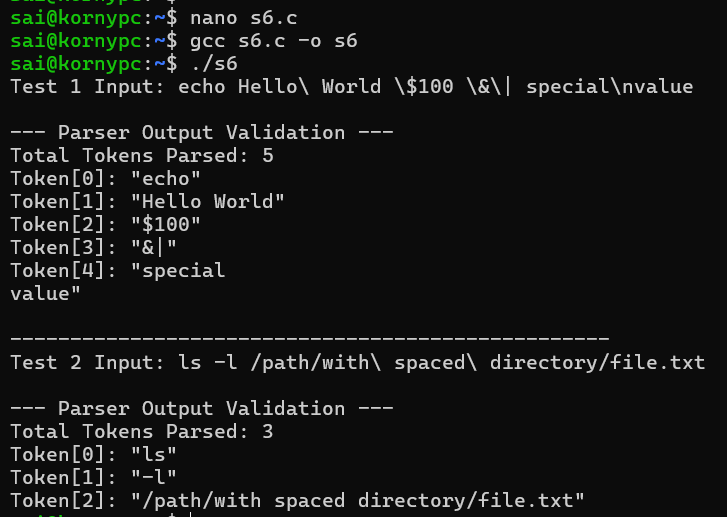 sai@kornypc:~$ nano s6.c
sai@kornypc:~$ gcc s6.c -o s6
sai@kornypc:~$ ./s6
Test 1 Input: echo Hello\ World \$100 \&\| special\nvalue
--- Parser Output Validation ---
Total Tokens Parsed: 5
Token[0]: "echo"
Token[1]: "Hello World"
Token[2]: "$100"
Token[3]: "&|"
Token[4]: "special
value"
--------------------------------------------------
Test 2 Input: ls -l /path/with\ spaced\ directory/file.txt
--- Parser Output Validation ---
Total Tokens Parsed: 3
Token[0]: "ls"
Token[1]: "-l"
Token[2]: "/path/with spaced directory/file.txt"